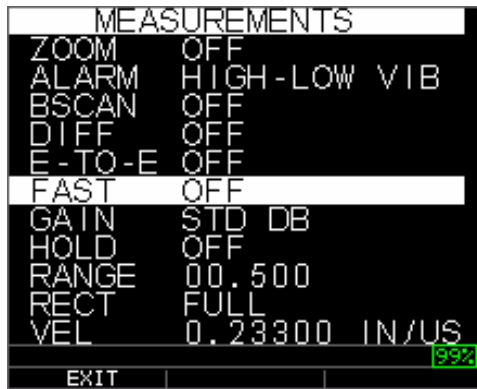 MEASUREMENTS
ZOOM OFF
ALARM HIGH-LOW VIB
BSCAN OFF
DIFF OFF
E-TO-E OFF
FAST OFF
GAIN STD DB
HOLD OFF
RANGE 00.500
RECT FULL
VEL 0.23300 IN/US
99%
EXIT